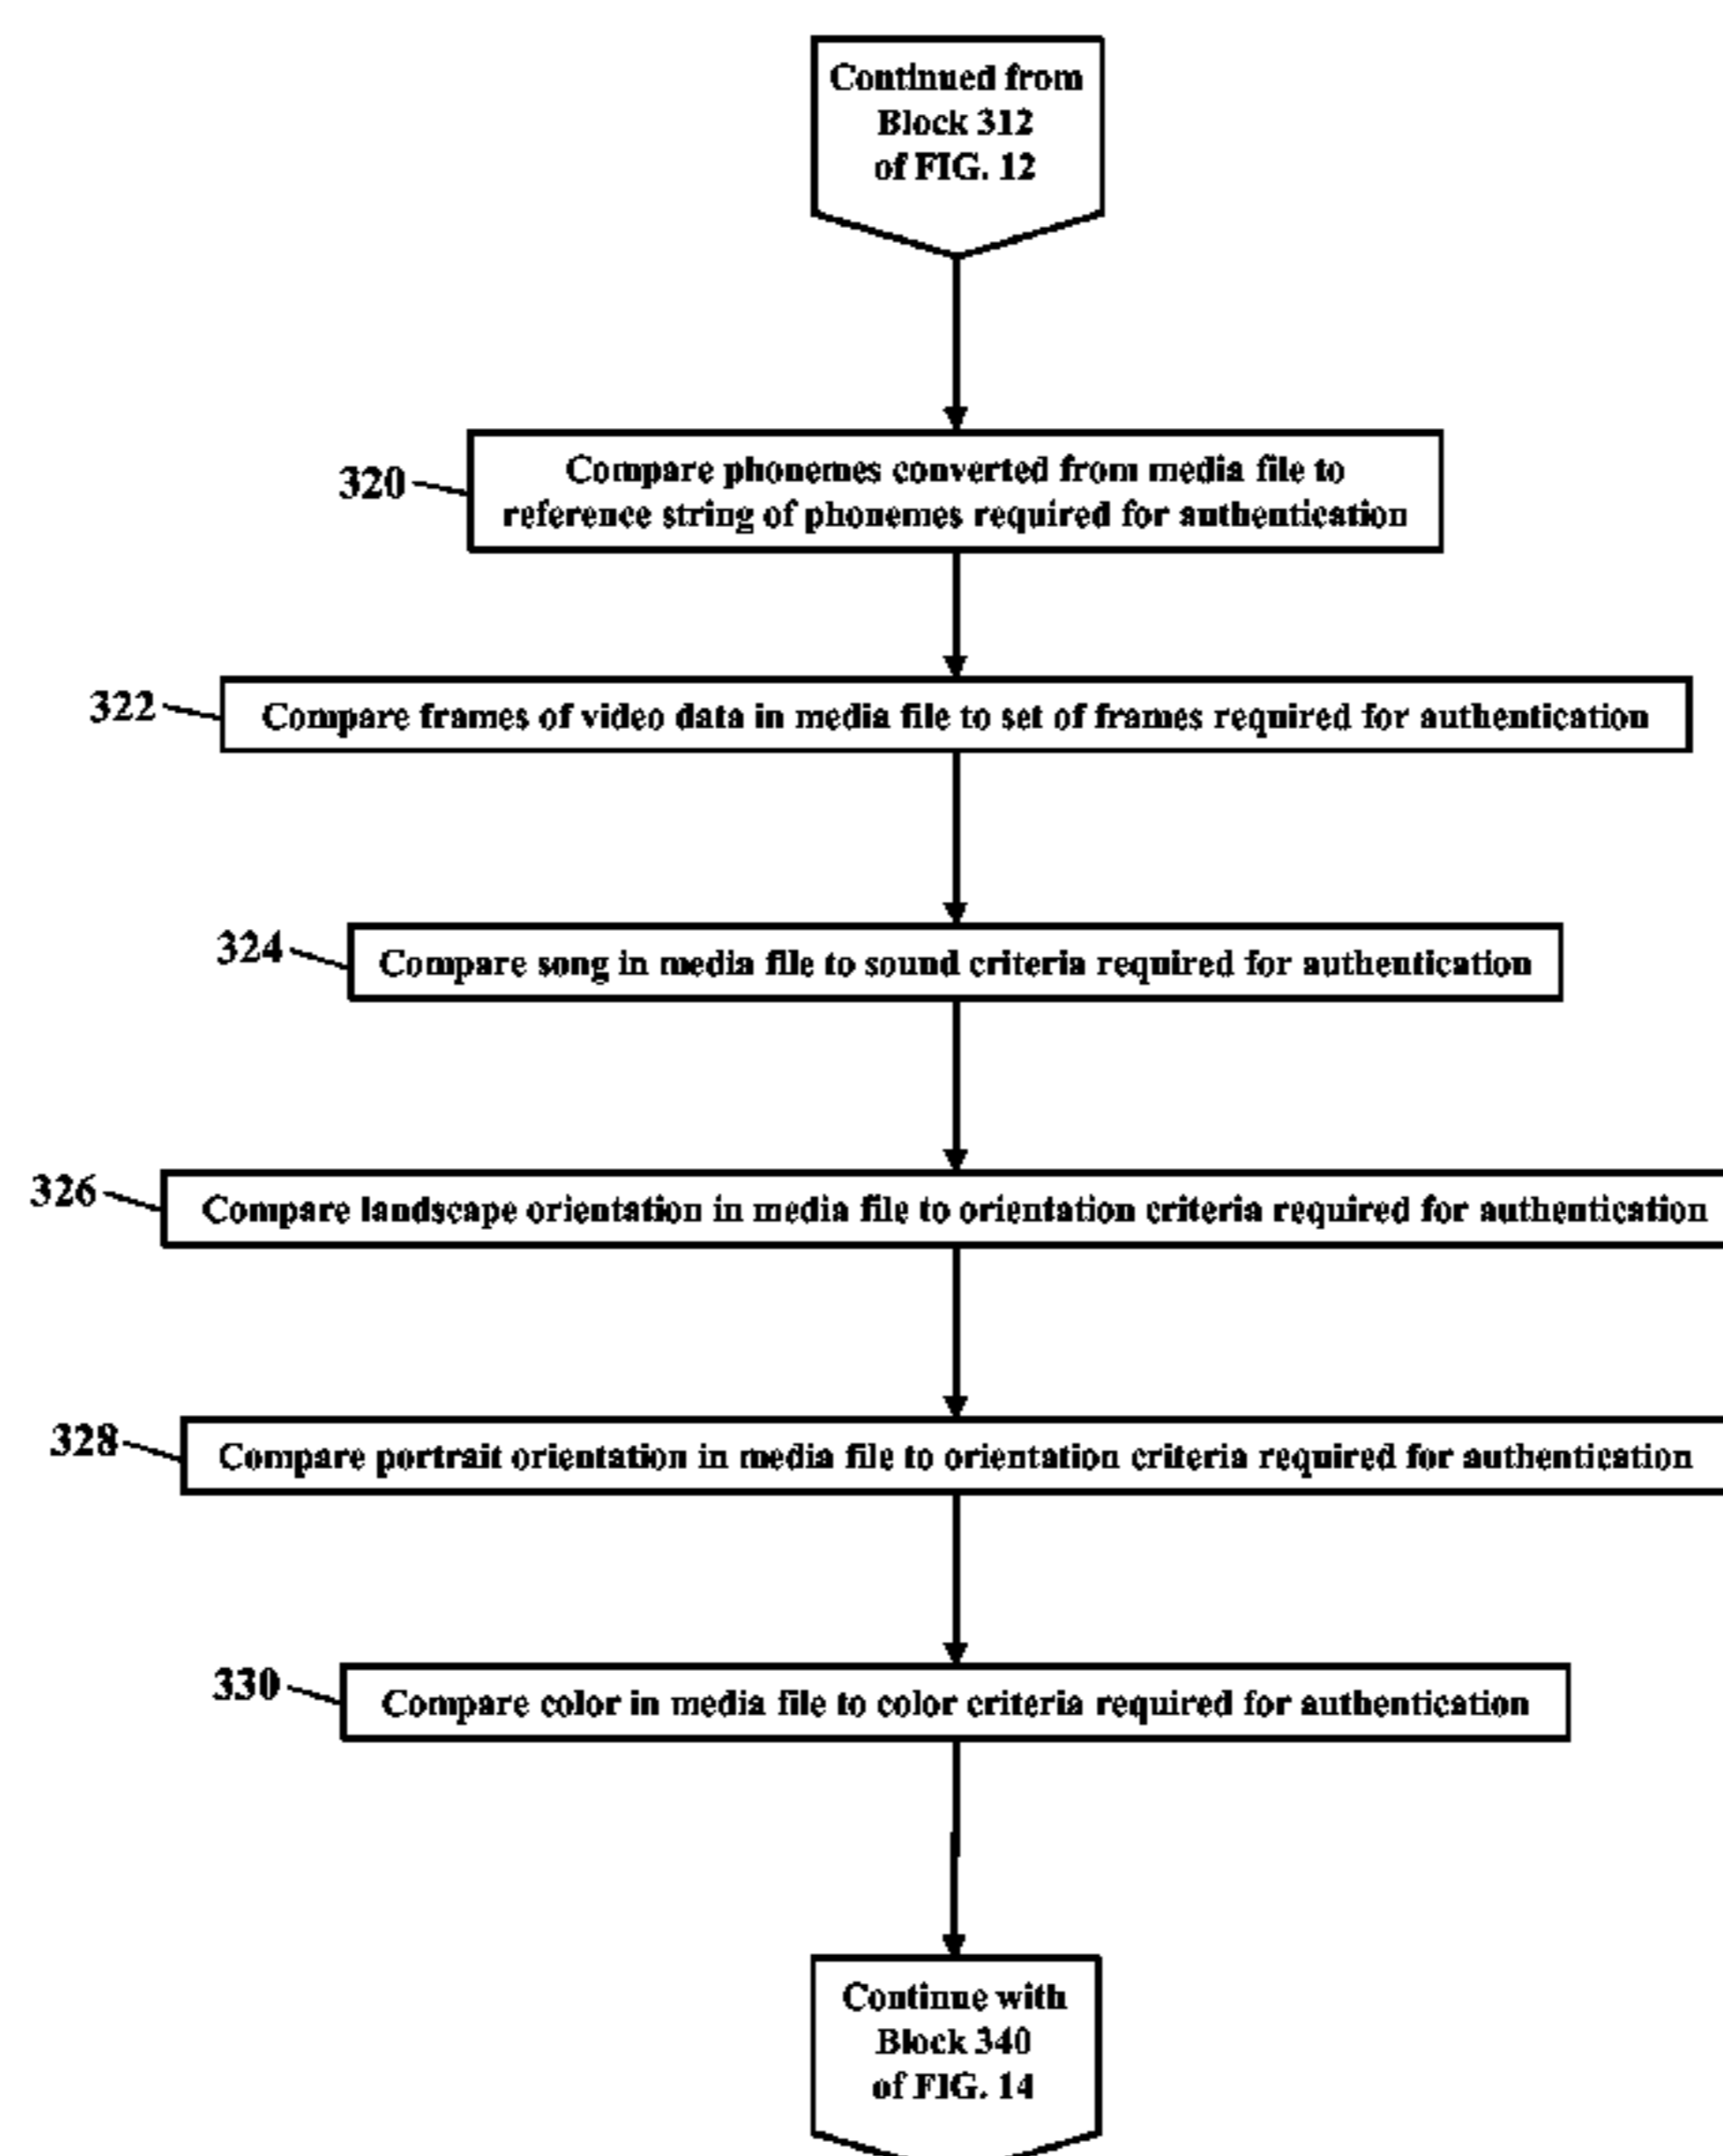 Continued from
Block 312
of FIG. 12
320
Compare phonemes converted from media file to
reference string of phonemes required for authentication
322
Compare frames of video data in media file to set of frames required for authentication
324
Compare song in media file to sound criteria required for authentication
326
Compare landscape orientation in media file to orientation criteria required for authentication
328
Compare portrait orientation in media file to orientation criteria required for authentication
330
Compare color in media file to color criteria required for authentication
Continue with
Block 340
of FIG. 14